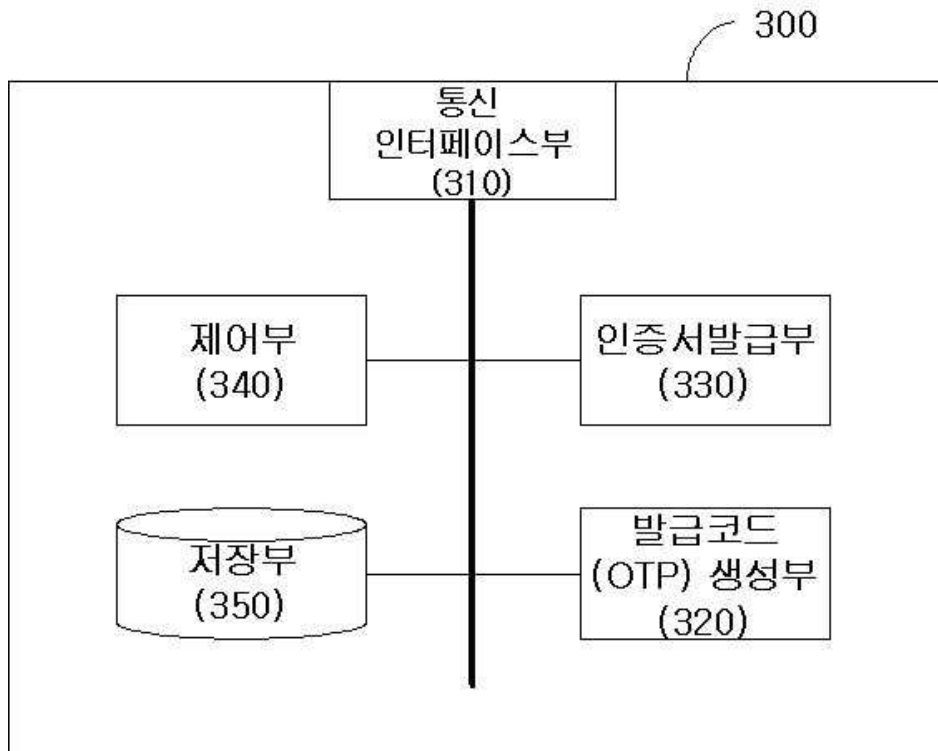 300
통신
인터페이스부
(310)
제어부
(340)
인증서발급부
(330)
저장부
(350)
발급코드
(OTP) 생성부
(320)